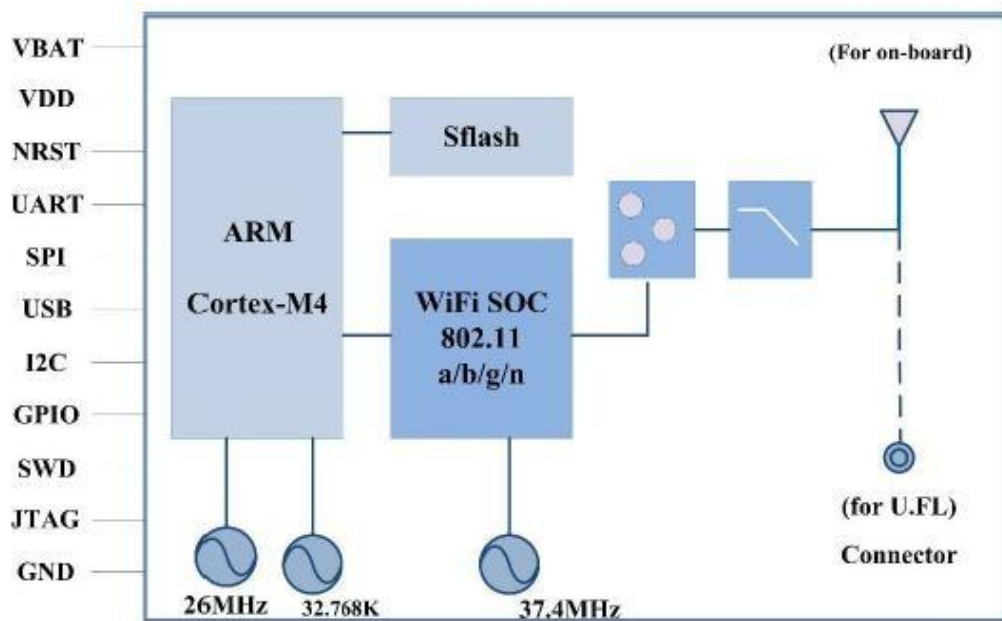 VBAT
VDD
NRST
UART
SPI
USB
I2C
GPIO
SWD
JTAG
GND
ARM
Cortex-M4
Sflash
WiFi SOC
802.11
a/b/g/n
26MHz
32.768K
37.4MHz
(For on-board)
(for U.FL)
Connector